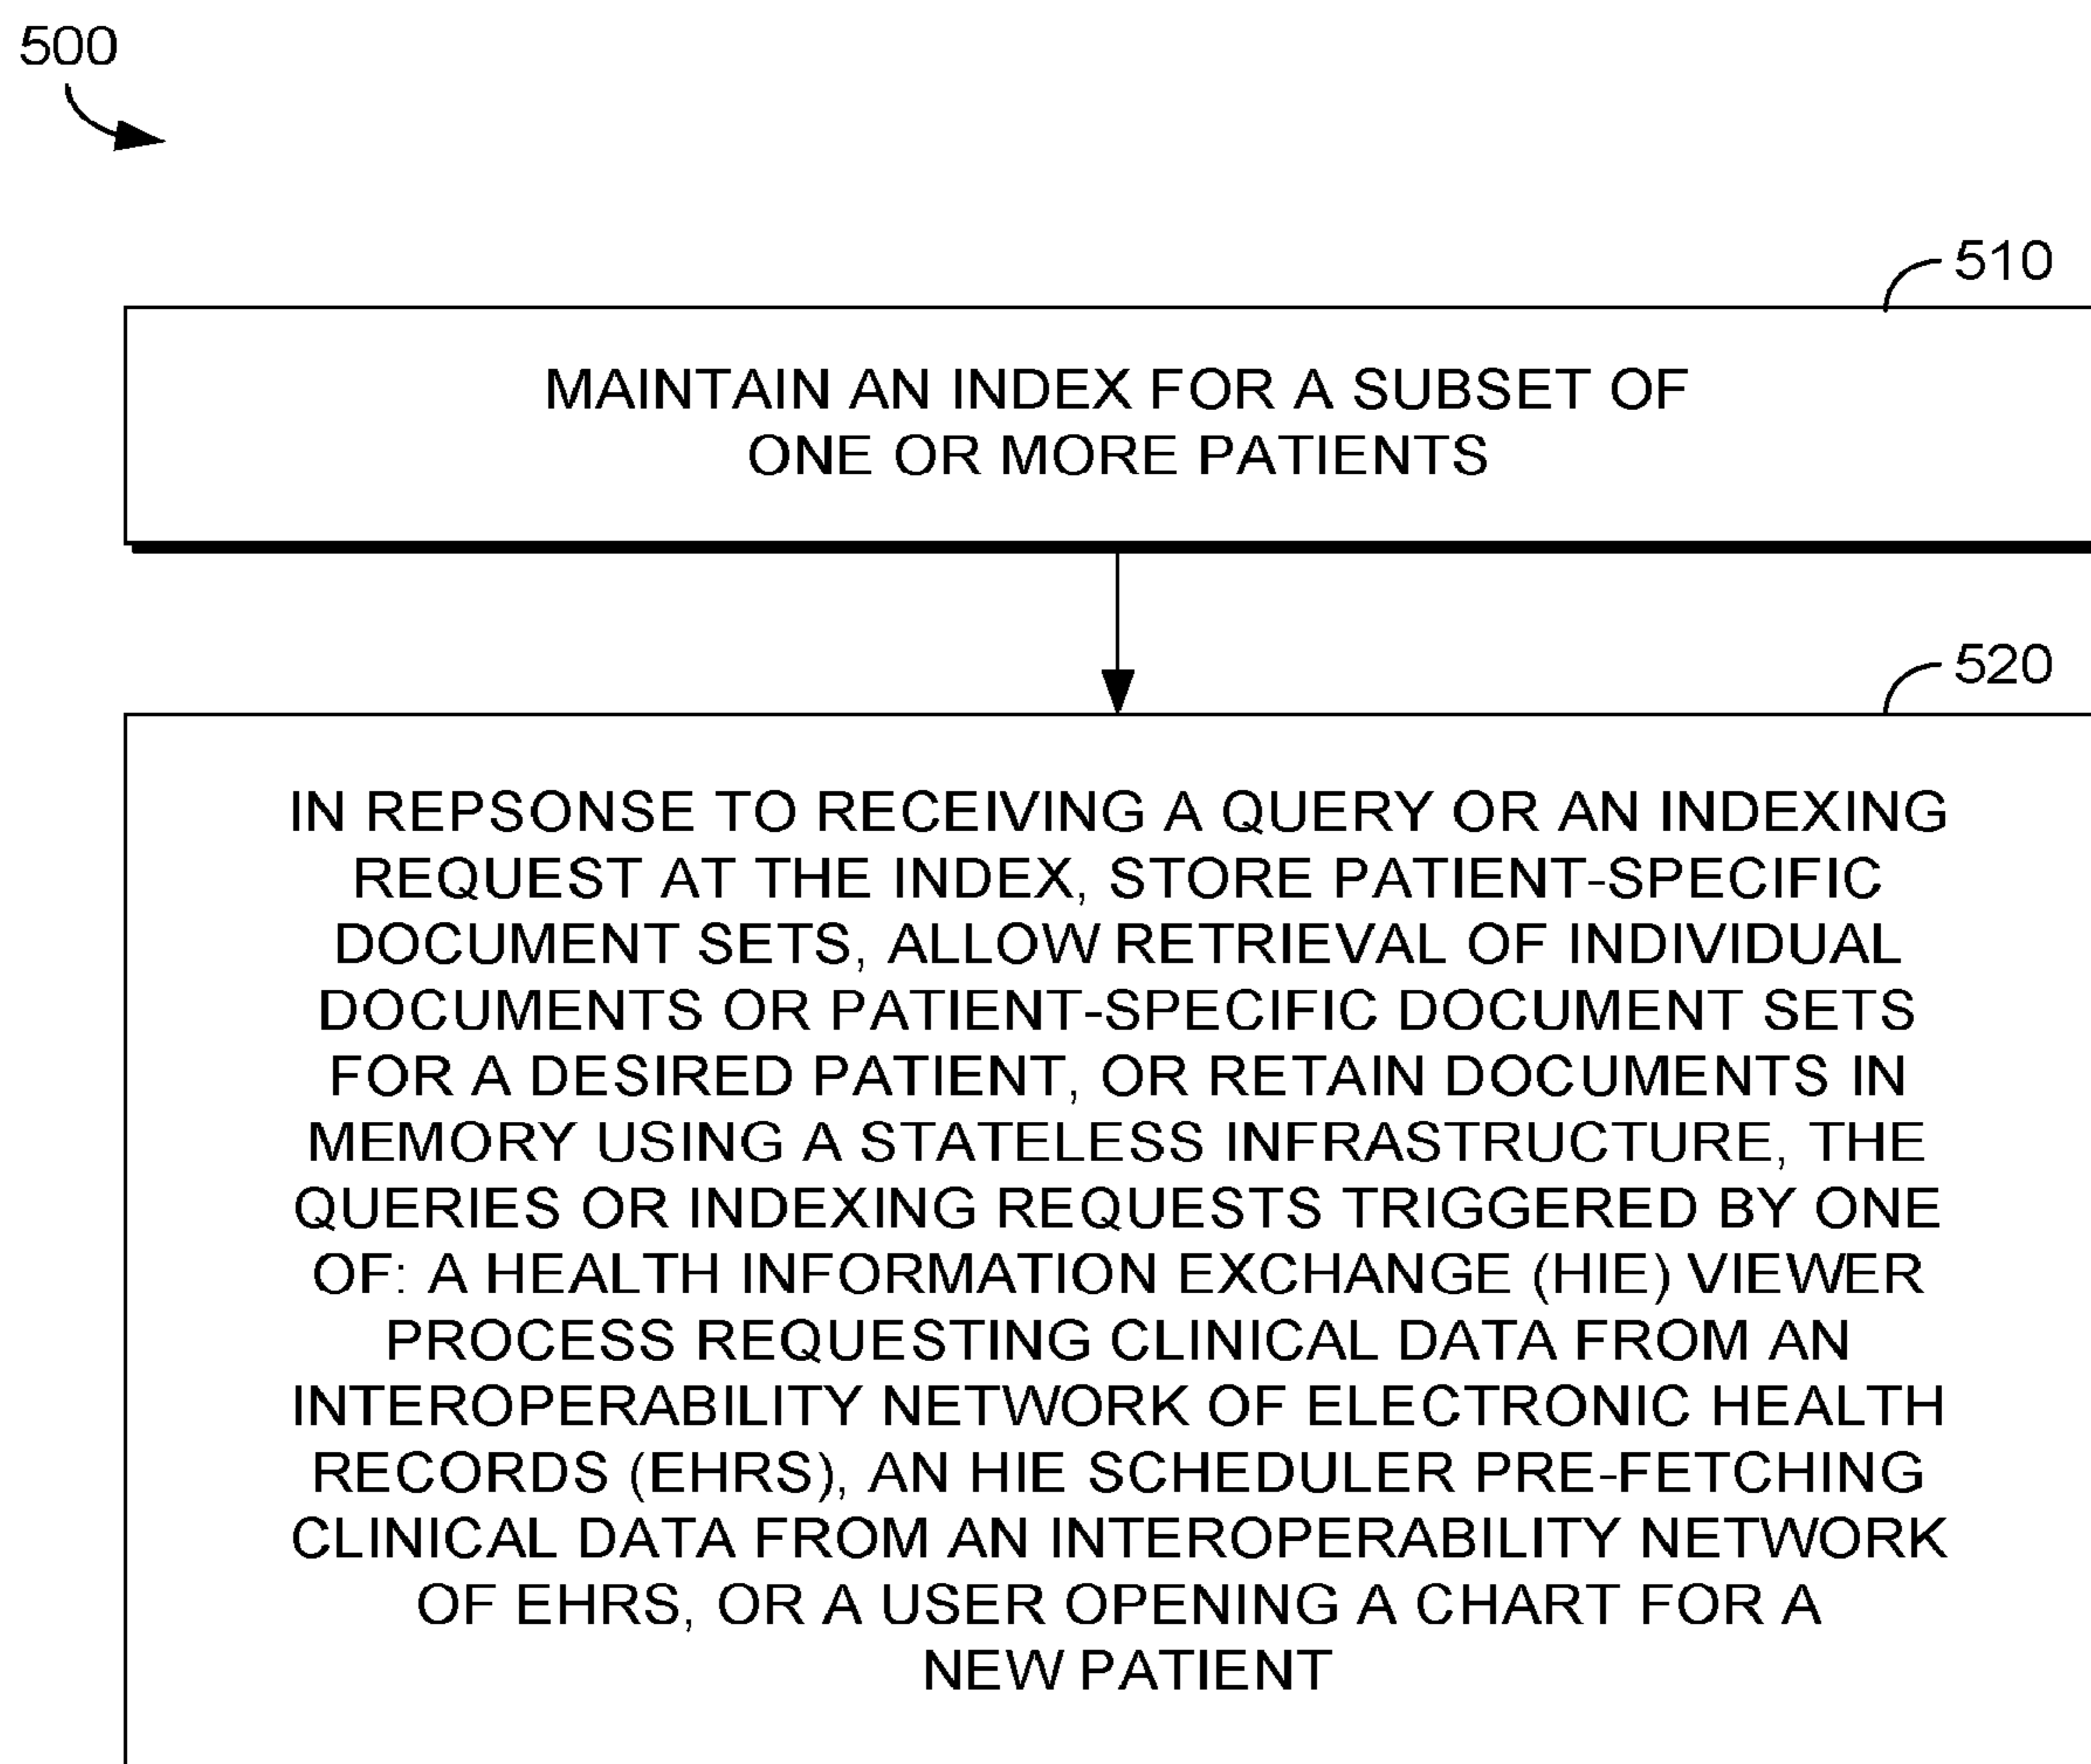 500
510
MAINTAIN AN INDEX FOR A SUBSET OF
ONE OR MORE PATIENTS
520
IN REPSONSE TO RECEIVING A QUERY OR AN INDEXING
REQUEST AT THE INDEX, STORE PATIENT-SPECIFIC
DOCUMENT SETS, ALLOW RETRIEVAL OF INDIVIDUAL
DOCUMENTS OR PATIENT-SPECIFIC DOCUMENT SETS
FOR A DESIRED PATIENT, OR RETAIN DOCUMENTS IN
MEMORY USING A STATELESS INFRASTRUCTURE, THE
QUERIES OR INDEXING REQUESTS TRIGGERED BY ONE
OF: A HEALTH INFORMATION EXCHANGE (HIE) VIEWER
PROCESS REQUESTING CLINICAL DATA FROM AN
INTEROPERABILITY NETWORK OF ELECTRONIC HEALTH
RECORDS (EHRS), AN HIE SCHEDULER PRE-FETCHING
CLINICAL DATA FROM AN INTEROPERABILITY NETWORK
OF EHRS, OR A USER OPENING A CHART FOR A
NEW PATIENT